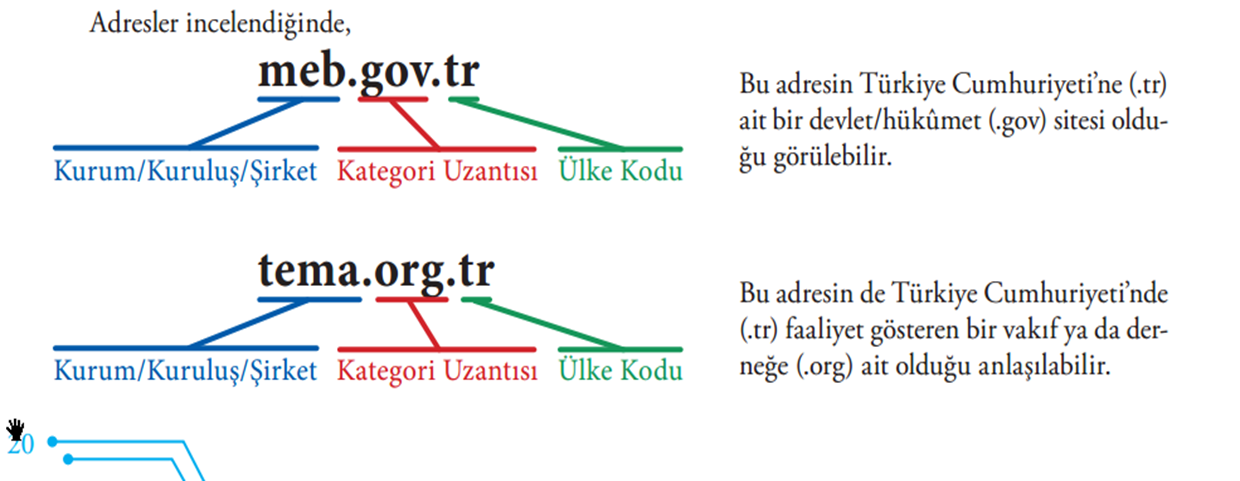 Adresler incelendiğinde,
meb.gov.tr
Kurum/Kuruluş/Şirket Kategori Uzantısı Ülke Kodu
Bu adresin Türkiye Cumhuriyeti’ne (.tr)
ait bir devlet/hükûmet (.gov) sitesi oldu-
ğu görülebilir.
tema.org.tr
Kurum/Kuruluş/Şirket Kategori Uzantısı Ülke Kodu
Bu adresin de Türkiye Cumhuriyeti’nde
(.tr) faaliyet gösteren bir vakıf ya da der-
neğe (.org) ait olduğu anlaşılabilir.
20